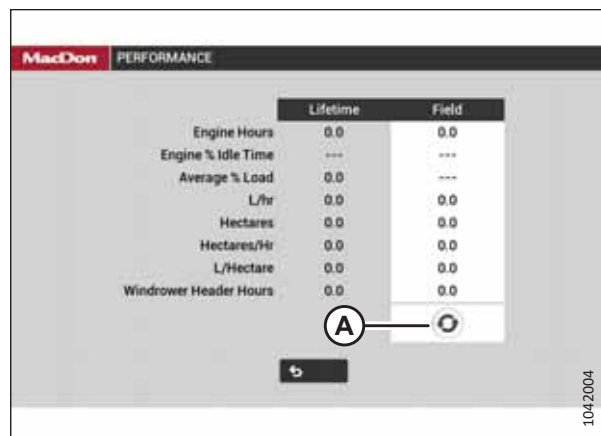 MacDon PERFORMANCE
Lifetime Field
Engine Hours 0.0 0.0
Engine % Idle Time --- ---
Average % Load 0.0 ---
L/hr 0.0 0.0
Hectares 0.0 0.0
Hectares/Hr 0.0 0.0
L/Hectare 0.0 0.0
Windrower Header Hours 0.0 0.0
A
1042004